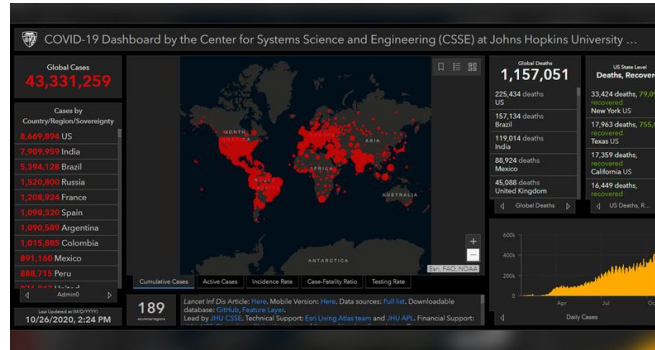 COVID-19 Dashboard by the Center for Systems Science and Engineering (CSSE) at Johns Hopkins University ...
Global Cases
43,331,259
Cases by
Country/Region/Sovereignty
8,669,894 US
7,909,959 India
5,394,128 Brazil
1,520,800 Russia
1,208,924 France
1,098,320 Spain
1,090,589 Argentina
1,015,885 Colombia
891,160 Mexico
888,715 Peru
Admin0
Last Updated at (M/D/YYYY)
10/26/2020, 2:24 PM
NORTH
AMERICA
ASIA
AFRICA
AUSTRALIA
ANTARCTICA
Esri, FAO, NOAA
Cumulative Cases
Active Cases
Incidence Rate
Case-Fatality Ratio
Testing Rate
189
Lancet Inf Dis Article: Here. Mobile Version: Here. Data sources: Full list. Downloadable
database: GitHub, Feature Layer.
Lead by JHU CSSE. Technical Support: Esri Living Atlas team and JHU APL. Financial Support:
Global Deaths
1,157,051
225,434 deaths
US
157,134 deaths
Brazil
119,014 deaths
India
88,924 deaths
Mexico
45,088 deaths
United Kingdom
Global Deaths
US State Level
Deaths, Recover
33,424 deaths, 79,0
recovered
New York US
17,963 deaths, 755,
recovered
Texas US
17,359 deaths,
recovered
California US
16,449 deaths,
recovered
US Deaths, R...
600k
400k
200k
0
Apr
Jul
Oc
Daily Cases